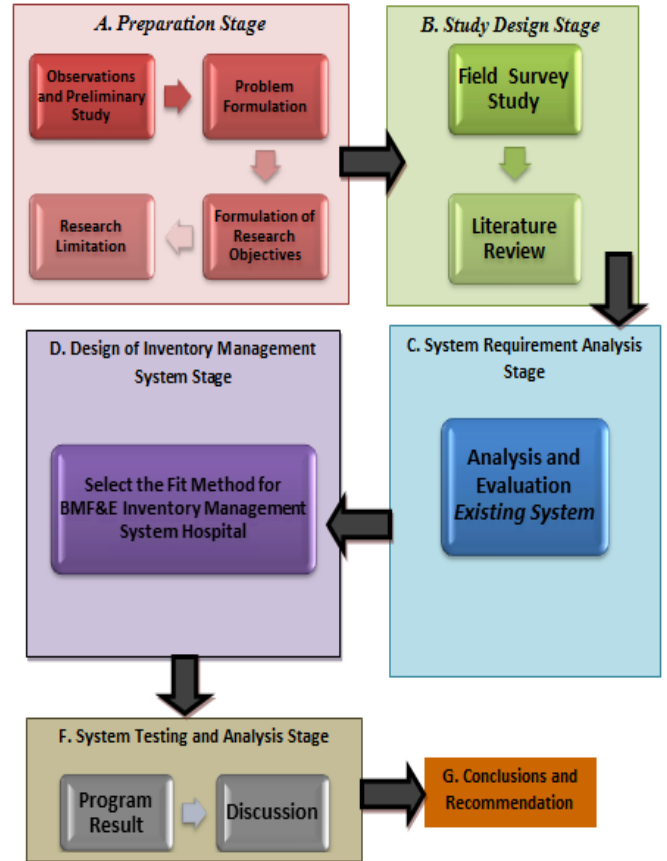 A. Preparation Stage
Observations
and Preliminary
Study
Problem
Formulation
Research
Limitation
Formulation of
Research
Objectives
B. Study Design Stage
Field Survey
Study
Literature
Review
C. System Requirement Analysis
Stage
Analysis and
Evaluation
Existing System
D. Design of Inventory Management
System Stage
Select the Fit Method for
BMF&E Inventory Management
System Hospital
F. System Testing and Analysis Stage
Program
Result
Discussion
G. Conclusions and
Recommendation